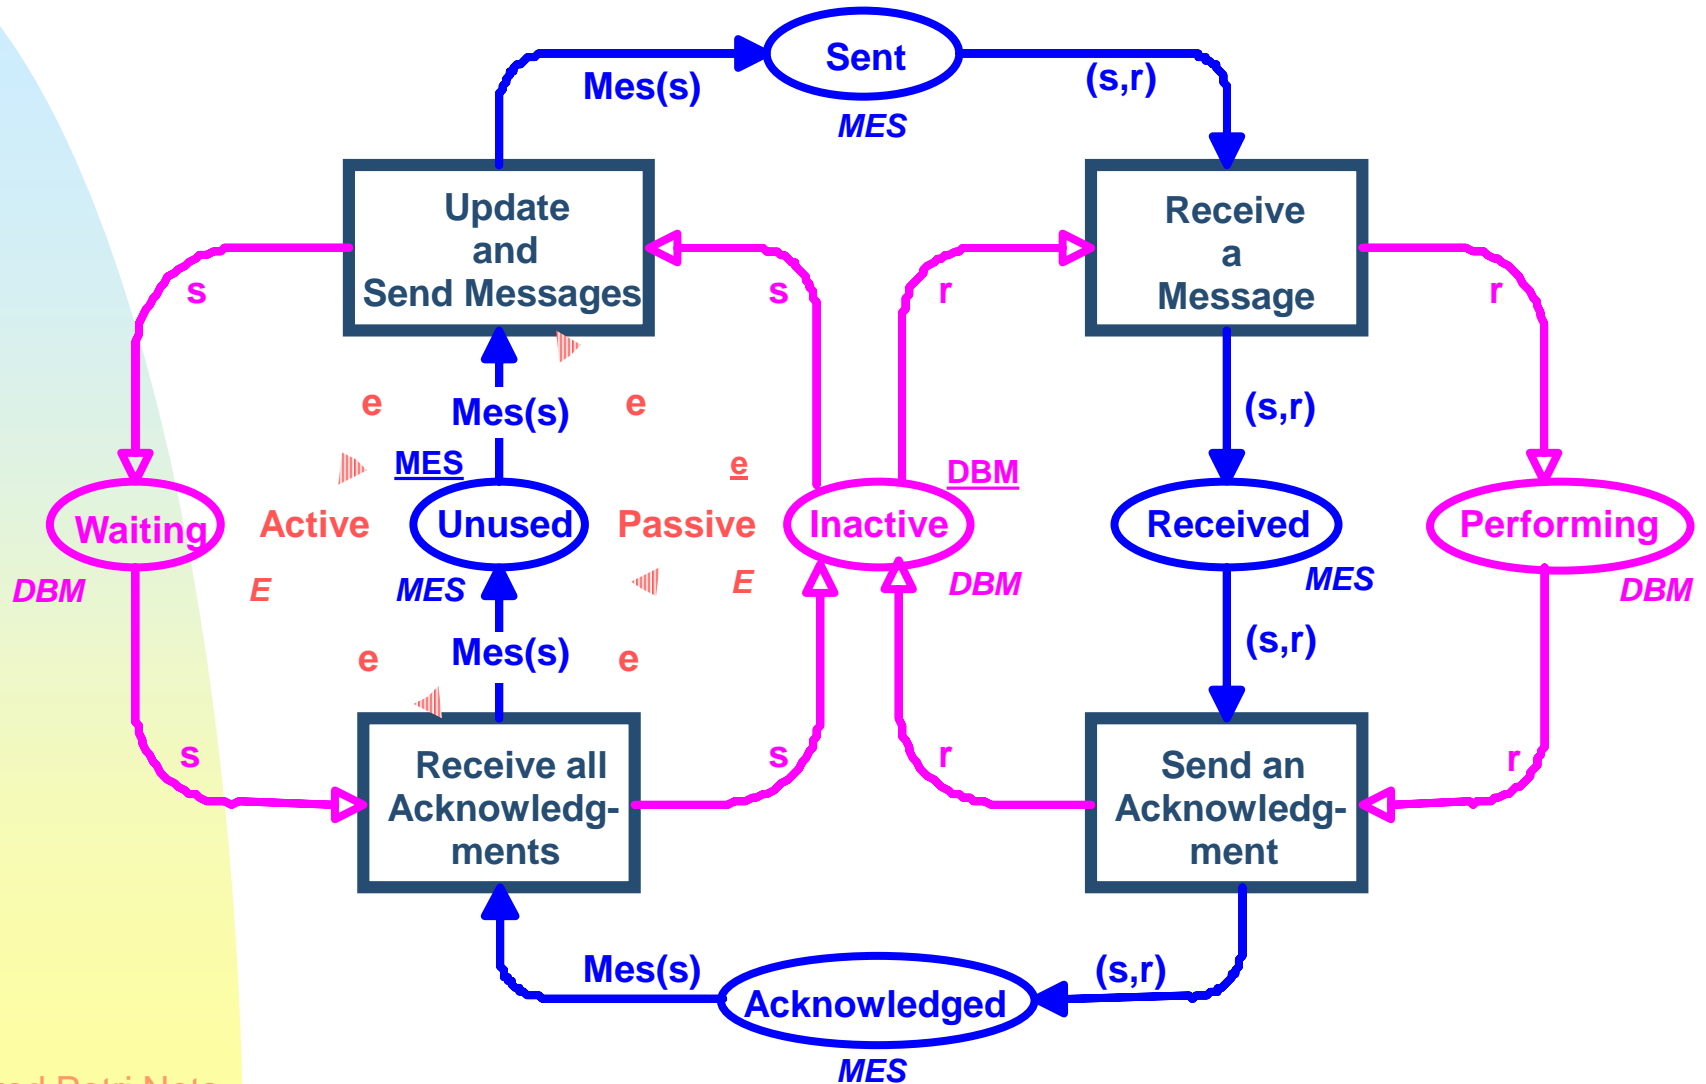 Sent
Mes(s)
(s,r)
MES
Update
and
Send Messages
Receive
a
Message
s
s
r
r
e
Mes(s)
e
(s,r)
MES
e
DBM
Waiting
Active
Unused
Passive
Inactive
Received
Performing
DBM
E
MES
E
DBM
MES
DBM
e
Mes(s)
e
(s,r)
s
s
r
r
Receive all
Acknowledg-
ments
Send an
Acknowledg-
ment
Mes(s)
(s,r)
Acknowledged
MES